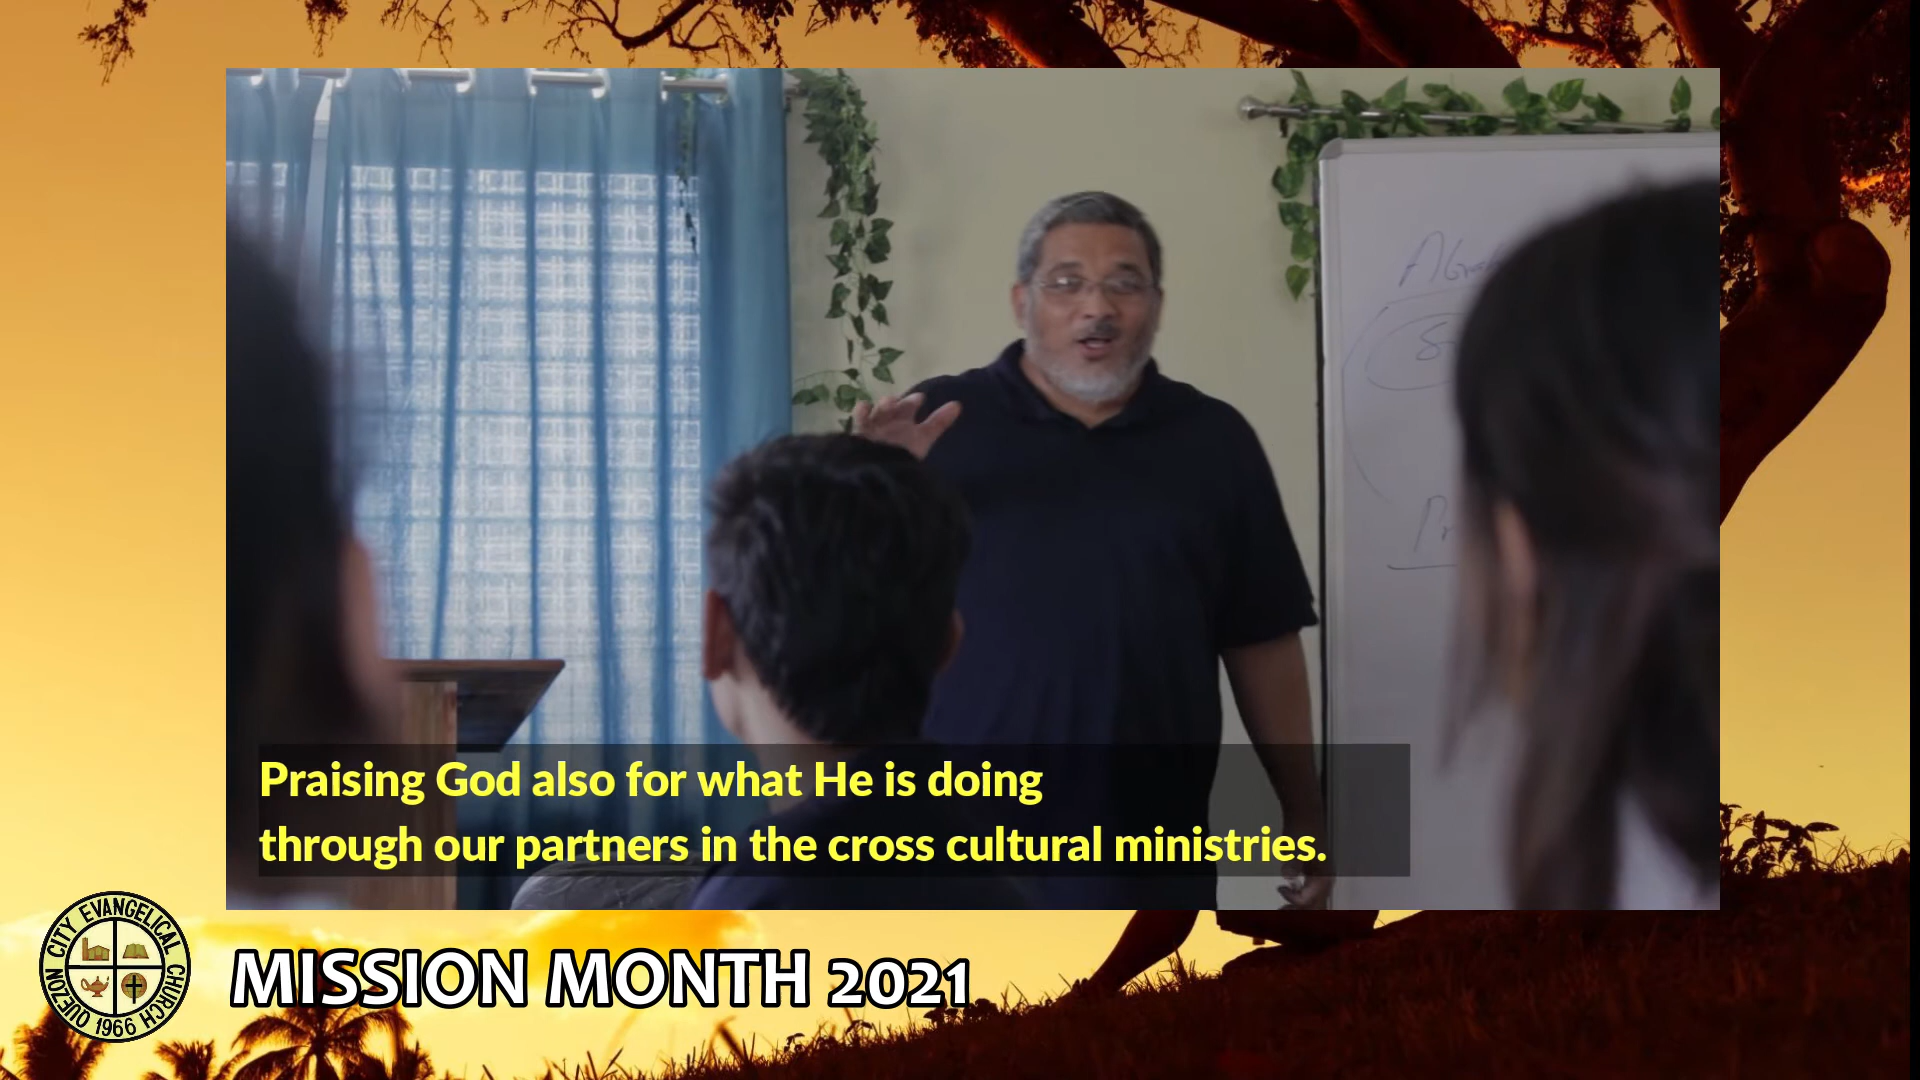 Praising God also for what He is doing
through our partners in the cross cultural ministries.
QUEZON CITY EVANGELICAL CHURCH
1966
MISSION MONTH 2021